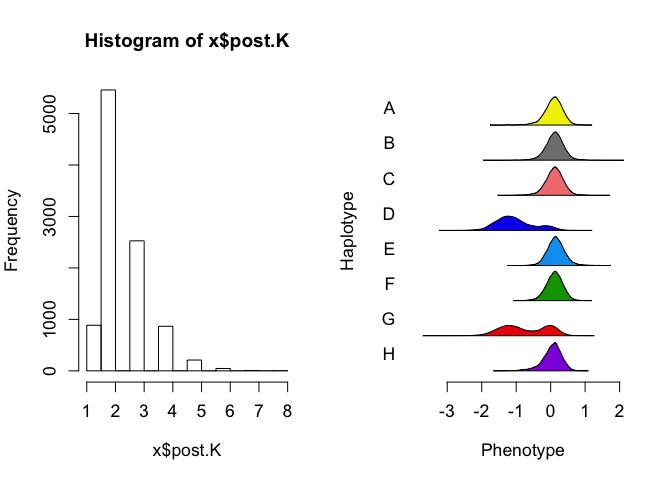 Histogram of x$post.K
Frequency
0
1000
3000
5000
1 2 3 4 5 6 7 8
x$post.K
Haplotype
A
B
C
D
E
F
G
H
-3 -2 -1 0 1 2
Phenotype